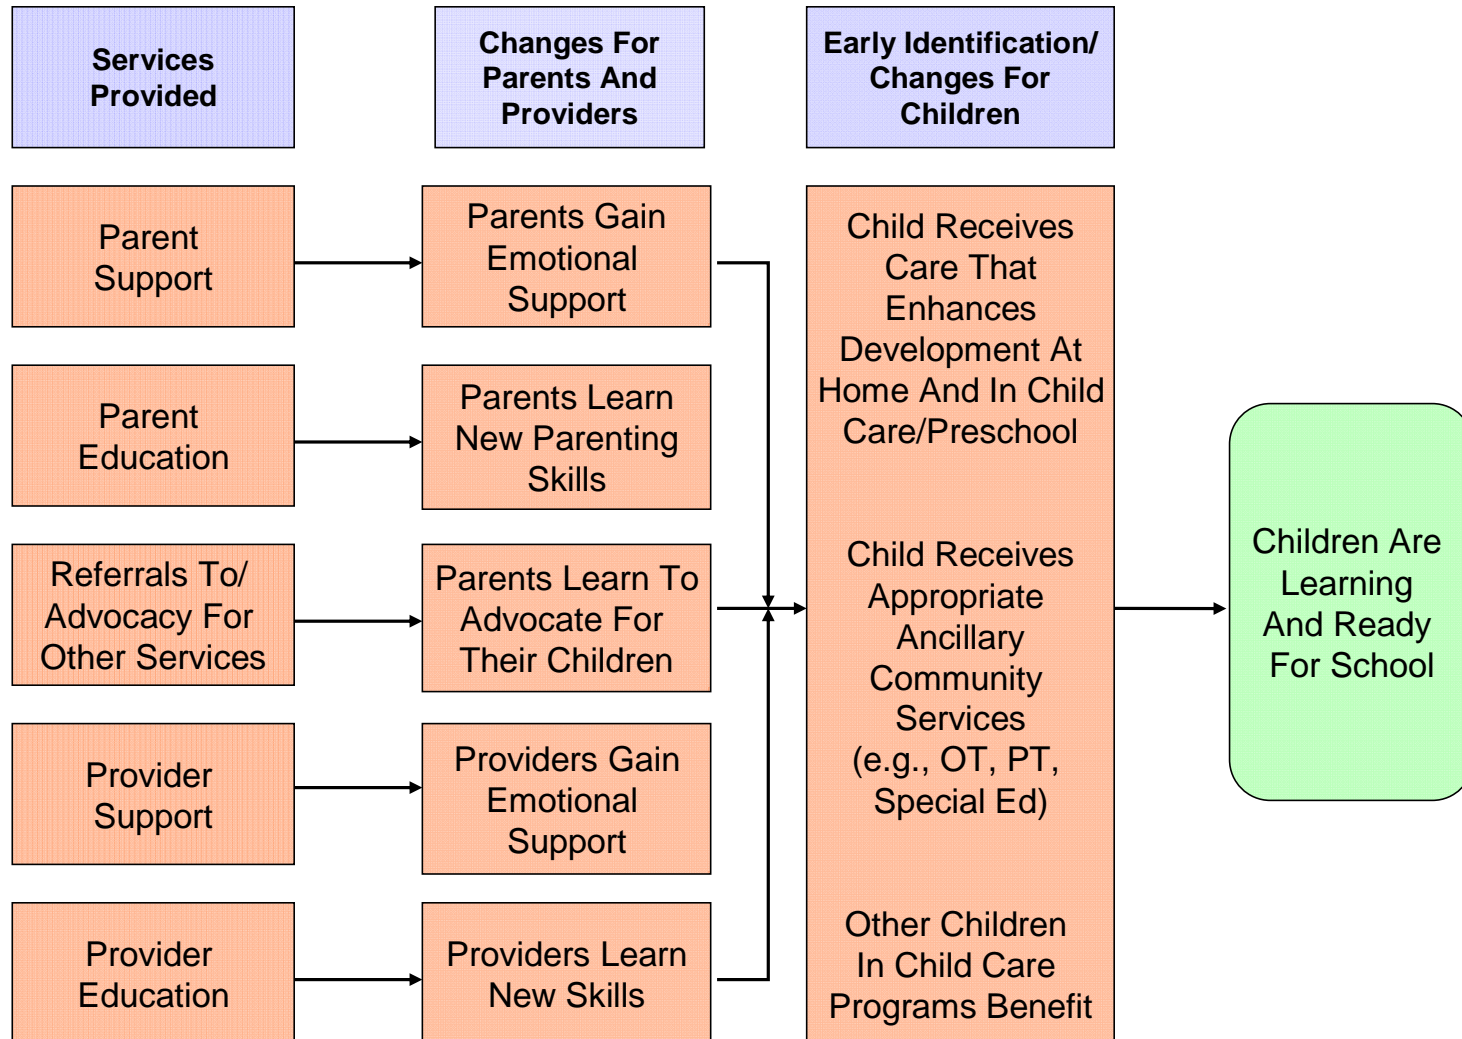 Services
Provided
Changes For
Parents And
Providers
Early Identification/
Changes For
Children
Parent
Support
Parents Gain
Emotional
Support
Parent
Education
Parents Learn
New Parenting
Skills
Referrals To/
Advocacy For
Other Services
Parents Learn To
Advocate For
Their Children
Provider
Support
Providers Gain
Emotional
Support
Provider
Education
Providers Learn
New Skills
Child Receives
Care That
Enhances
Development At
Home And In Child
Care/Preschool
Child Receives
Appropriate
Ancillary
Community
Services
(e.g., OT, PT,
Special Ed)
Other Children
In Child Care
Programs Benefit
Children Are
Learning
And Ready
For School